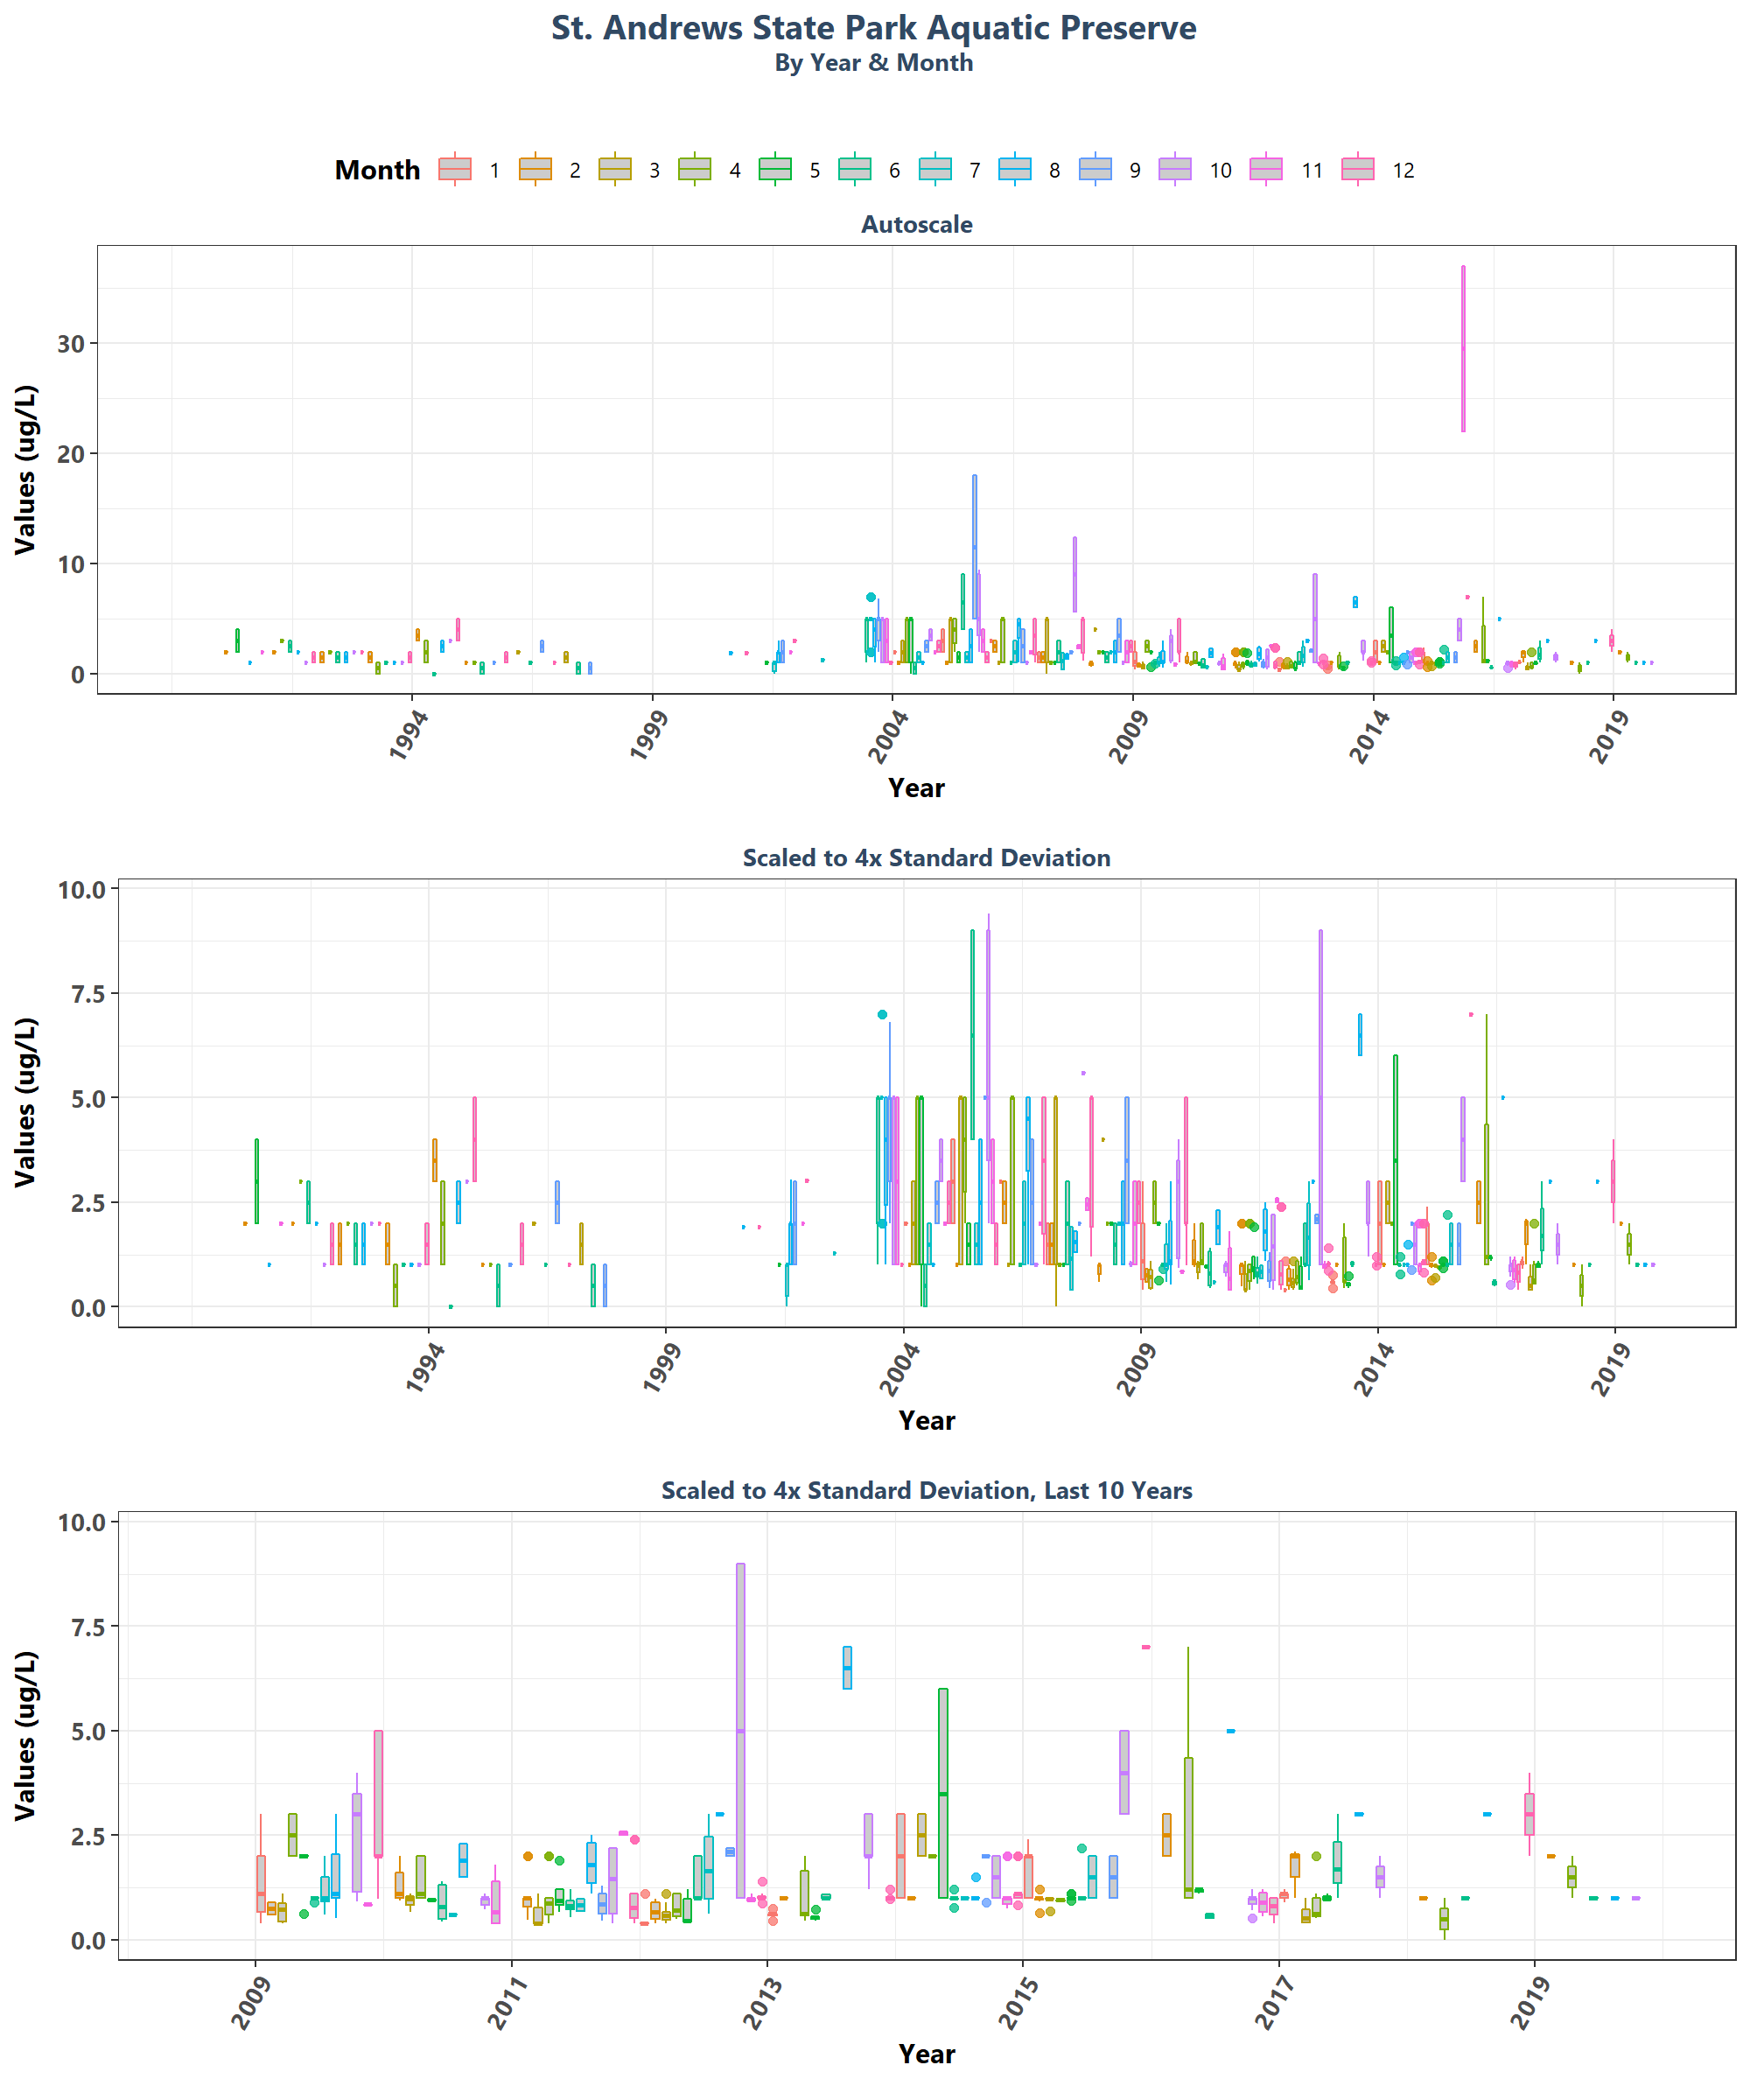 St. Andrews State Park Aquatic Preserve
By Year & Month
Month 1 2 3 4 5 6 7 8 9 10 11 12
Autoscale
Values (ug/L)
30
20
10
0
1994 1999 2004 2009 2014 2019
Year
Scaled to 4x Standard Deviation
Values (ug/L)
10.0
7.5
5.0
2.5
0.0
1994 1999 2004 2009 2014 2019
Year
Scaled to 4x Standard Deviation, Last 10 Years
Values (ug/L)
10.0
7.5
5.0
2.5
0.0
2009 2011 2013 2015 2017 2019
Year